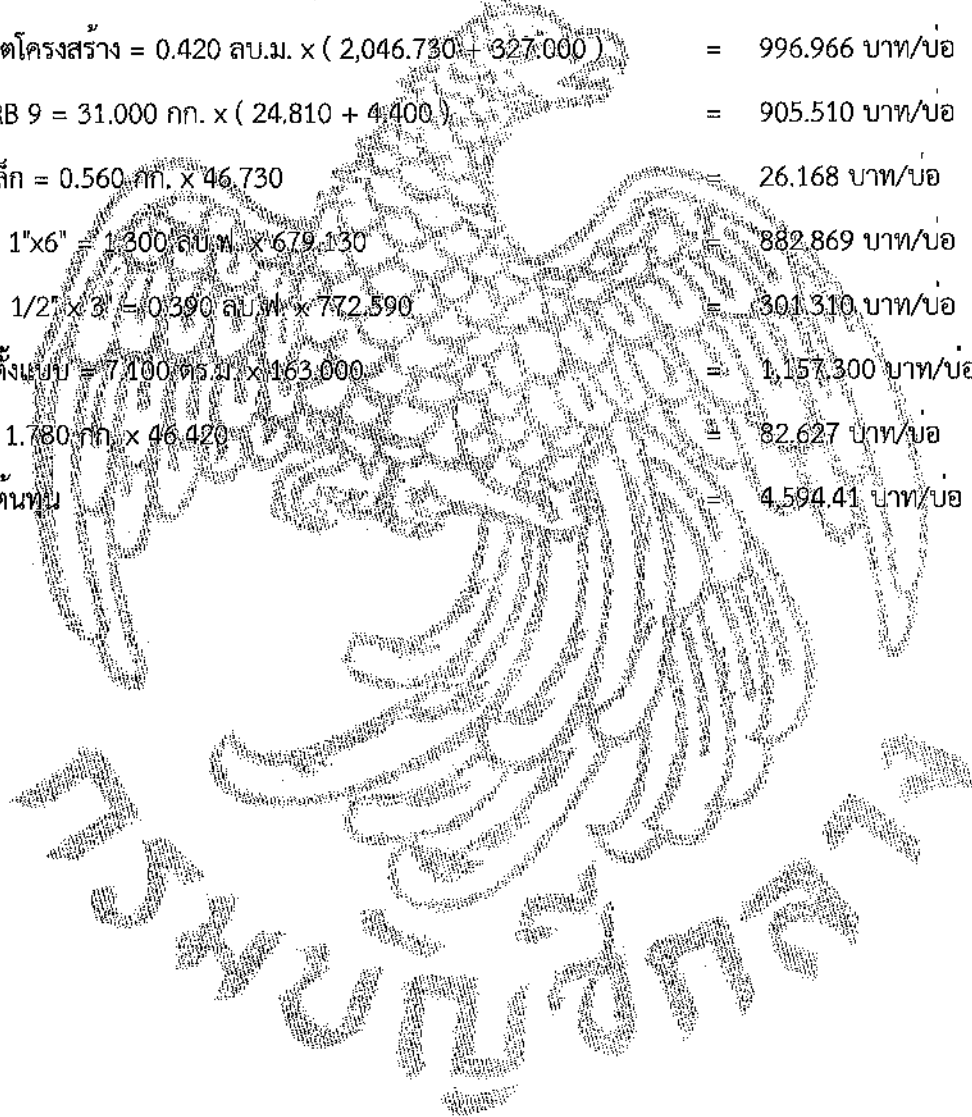 ตโครงสร้าง = 0.420 ลบ.ม. x ( 2,046.730 + 327.000 ) = 996.966 บาท/บ่อ
RB 9 = 31.000 กก. x ( 24.810 + 4.400 ) = 905.510 บาท/บ่อ
ล็ก = 0.560 กก. x 46.730 = 26.168 บาท/บ่อ
1"x6" = 1.300 ลบ.ฟ. x 679.130 = 882.869 บาท/บ่อ
1/2" x 3" = 0.390 ลบ.ฟ. x 772.590 = 301.310 บาท/บ่อ
ตั้งแบบ = 7.100 ตร.ม. x 163.000 = 1,157.300 บาท/บ่อ
1.780 กก. x 46.420 = 82.627 บาท/บ่อ
ต้นทุน = 4,594.41 บาท/บ่อ
กรมบัญชีกลาง